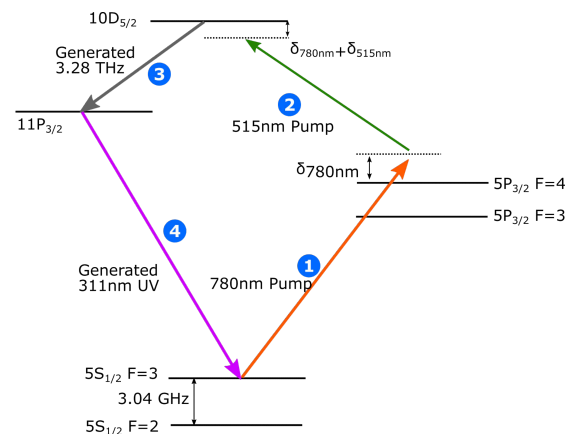 10D5/2
δ780nm+δ515nm
Generated
3.28 THz
3
2
515nm Pump
11P3/2
δ780nm
5P3/2 F=4
5P3/2 F=3
4
Generated
311nm UV
1
780nm Pump
5S1/2 F=3
3.04 GHz
5S1/2 F=2